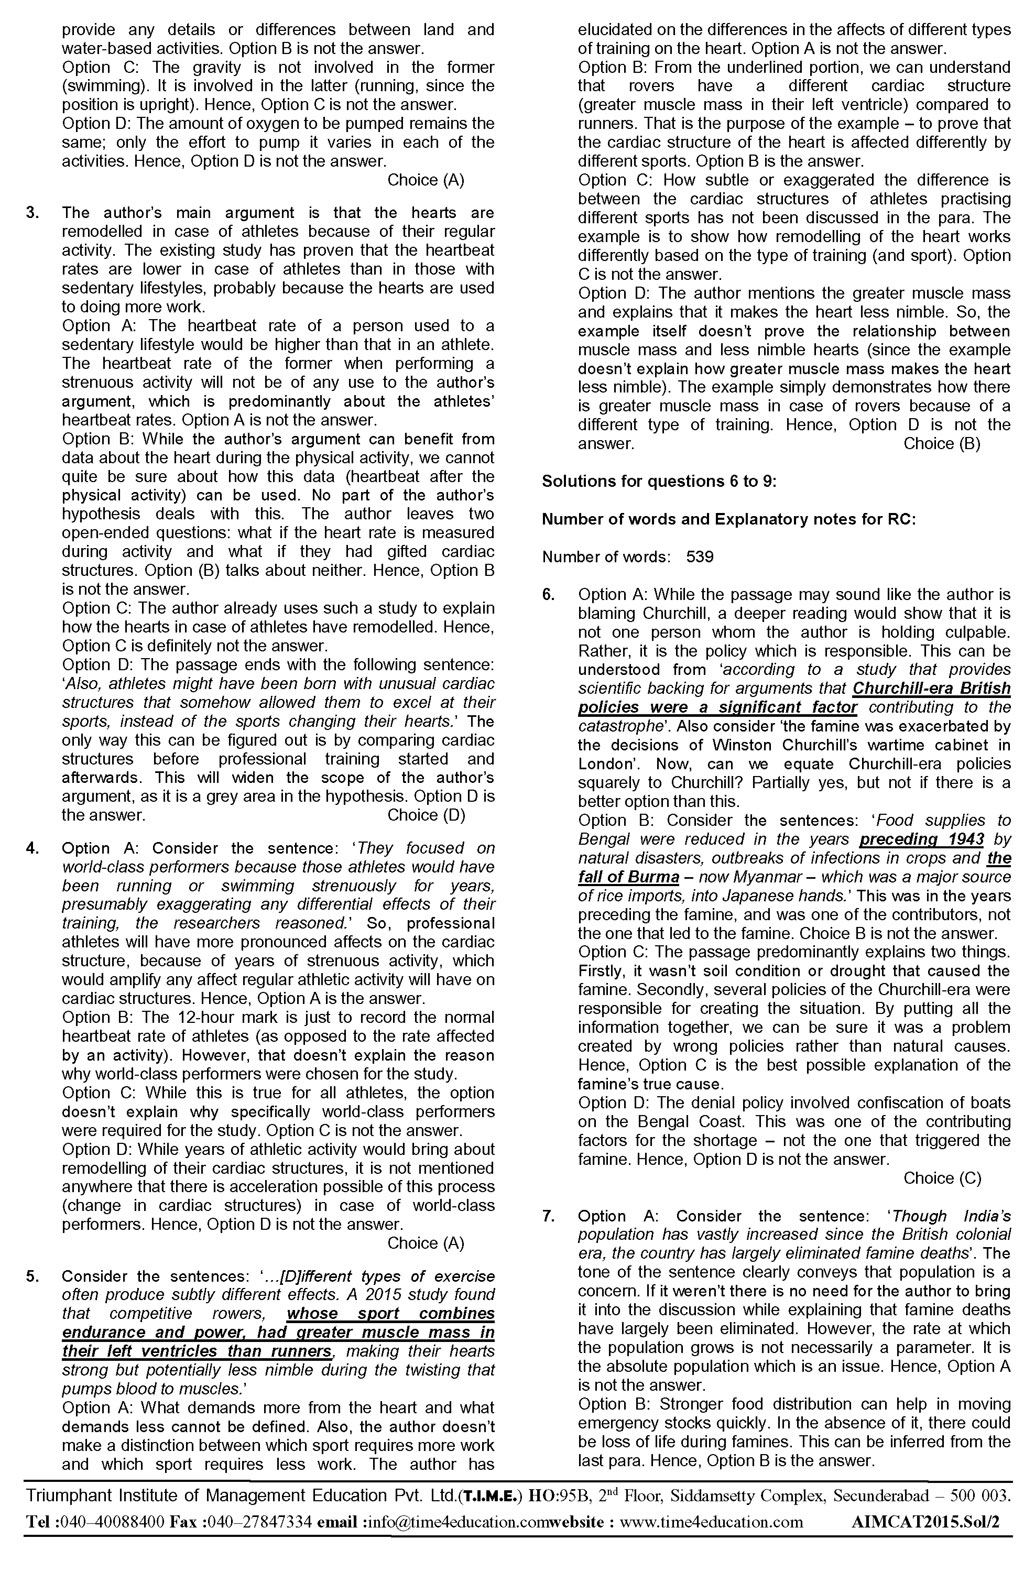 provide any details or differences between land and
water-based activities. Option B is not the answer.
Option C: The gravity is not involved in the former
(swimming). It is involved in the latter (running, since the
position is upright). Hence, Option C is not the answer.
Option D: The amount of oxygen to be pumped remains the
same; only the effort to pump it varies in each of the
activities. Hence, Option D is not the answer.
Choice (A)
3. The author's main argument is that the hearts are
remodelled in case of athletes because of their regular
activity. The existing study has proven that the heartbeat
rates are lower in case of athletes than in those with
sedentary lifestyles, probably because the hearts are used
to doing more work.
Option A: The heartbeat rate of a person used to a
sedentary lifestyle would be higher than that in an athlete.
The heartbeat rate of the former when performing a
strenuous activity will not be of any use to the author's
argument, which is predominantly about the athletes'
heartbeat rates. Option A is not the answer.
Option B: While the author's argument can benefit from
data about the heart during the physical activity, we cannot
quite be sure about how this data (heartbeat after the
physical activity) can be used. No part of the author's
hypothesis deals with this. The author leaves two
open-ended questions: what if the heart rate is measured
during activity and what if they had gifted cardiac
structures. Option (B) talks about neither. Hence, Option B
is not the answer.
Option C: The author already uses such a study to explain
how the hearts in case of athletes have remodelled. Hence,
Option C is definitely not the answer.
Option D: The passage ends with the following sentence:
'Also, athletes might have been born with unusual cardiac
structures that somehow allowed them to excel at their
sports, instead of the sports changing their hearts.' The
only way this can be figured out is by comparing cardiac
structures before professional training started and
afterwards. This will widen the scope of the author's
argument, as it is a grey area in the hypothesis. Option D is
the answer. Choice (D)
4. Option A: Consider the sentence: 'They focused on
world-class performers because those athletes would have
been running or swimming strenuously for years,
presumably exaggerating any differential effects of their
training, the researchers reasoned.' So, professional
athletes will have more pronounced affects on the cardiac
structure, because of years of strenuous activity, which
would amplify any affect regular athletic activity will have on
cardiac structures. Hence, Option A is the answer.
Option B: The 12-hour mark is just to record the normal
heartbeat rate of athletes (as opposed to the rate affected
by an activity). However, that doesn't explain the reason
why world-class performers were chosen for the study.
Option C: While this is true for all athletes, the option
doesn't explain why specifically world-class performers
were required for the study. Option C is not the answer.
Option D: While years of athletic activity would bring about
remodelling of their cardiac structures, it is not mentioned
anywhere that there is acceleration possible of this process
(change in cardiac structures) in case of world-class
performers. Hence, Option D is not the answer.
Choice (A)
5. Consider the sentences: '…[D]ifferent types of exercise
often produce subtly different effects. A 2015 study found
that competitive rowers, whose sport combines
endurance and power, had greater muscle mass in
their left ventricles than runners, making their hearts
strong but potentially less nimble during the twisting that
pumps blood to muscles.'
Option A: What demands more from the heart and what
demands less cannot be defined. Also, the author doesn't
make a distinction between which sport requires more work
and which sport requires less work. The author has
elucidated on the differences in the affects of different types
of training on the heart. Option A is not the answer.
Option B: From the underlined portion, we can understand
that rovers have a different cardiac structure
(greater muscle mass in their left ventricle) compared to
runners. That is the purpose of the example – to prove that
the cardiac structure of the heart is affected differently by
different sports. Option B is the answer.
Option C: How subtle or exaggerated the difference is
between the cardiac structures of athletes practising
different sports has not been discussed in the para. The
example is to show how remodelling of the heart works
differently based on the type of training (and sport). Option
C is not the answer.
Option D: The author mentions the greater muscle mass
and explains that it makes the heart less nimble. So, the
example itself doesn't prove the relationship between
muscle mass and less nimble hearts (since the example
doesn't explain how greater muscle mass makes the heart
less nimble). The example simply demonstrates how there
is greater muscle mass in case of rovers because of a
different type of training. Hence, Option D is not the
answer. Choice (B)
Solutions for questions 6 to 9:
Number of words and Explanatory notes for RC:
Number of words: 539
6. Option A: While the passage may sound like the author is
blaming Churchill, a deeper reading would show that it is
not one person whom the author is holding culpable.
Rather, it is the policy which is responsible. This can be
understood from 'according to a study that provides
scientific backing for arguments that Churchill-era British
policies were a significant factor contributing to the
catastrophe'. Also consider 'the famine was exacerbated by
the decisions of Winston Churchill's wartime cabinet in
London'. Now, can we equate Churchill-era policies
squarely to Churchill? Partially yes, but not if there is a
better option than this.
Option B: Consider the sentences: 'Food supplies to
Bengal were reduced in the years preceding 1943 by
natural disasters, outbreaks of infections in crops and the
fall of Burma – now Myanmar – which was a major source
of rice imports, into Japanese hands.' This was in the years
preceding the famine, and was one of the contributors, not
the one that led to the famine. Choice B is not the answer.
Option C: The passage predominantly explains two things.
Firstly, it wasn't soil condition or drought that caused the
famine. Secondly, several policies of the Churchill-era were
responsible for creating the situation. By putting all the
information together, we can be sure it was a problem
created by wrong policies rather than natural causes.
Hence, Option C is the best possible explanation of the
famine's true cause.
Option D: The denial policy involved confiscation of boats
on the Bengal Coast. This was one of the contributing
factors for the shortage – not the one that triggered the
famine. Hence, Option D is not the answer.
Choice (C)
7. Option A: Consider the sentence: 'Though India's
population has vastly increased since the British colonial
era, the country has largely eliminated famine deaths'. The
tone of the sentence clearly conveys that population is a
concern. If it weren't there is no need for the author to bring
it into the discussion while explaining that famine deaths
have largely been eliminated. However, the rate at which
the population grows is not necessarily a parameter. It is
the absolute population which is an issue. Hence, Option A
is not the answer.
Option B: Stronger food distribution can help in moving
emergency stocks quickly. In the absence of it, there could
be loss of life during famines. This can be inferred from the
last para. Hence, Option B is the answer.
Triumphant Institute of Management Education Pvt. Ltd.(T.I.M.E.) HO:95B, 2nd Floor, Siddamsetty Complex, Secunderabad – 500 003.
Tel :040–40088400 Fax :040–27847334 email :info@time4education.comwebsite : www.time4education.com AIMCAT2015.Sol/2